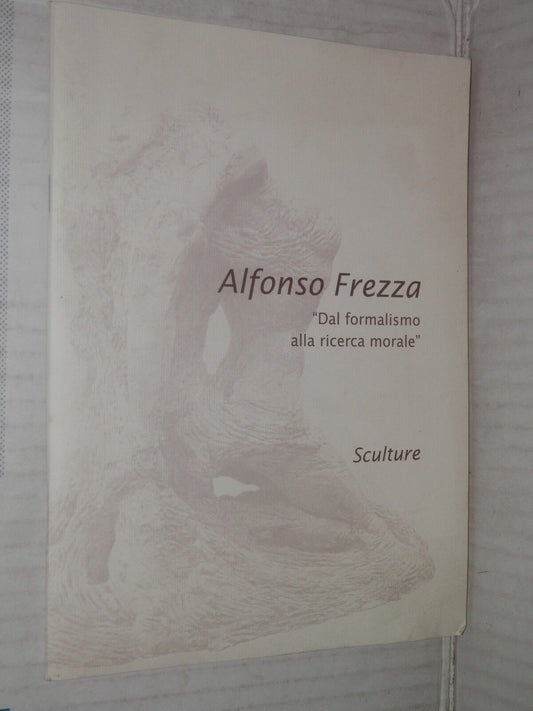 Alfonso Frezza
“Dal formalismo
alla ricerca morale”
Sculture